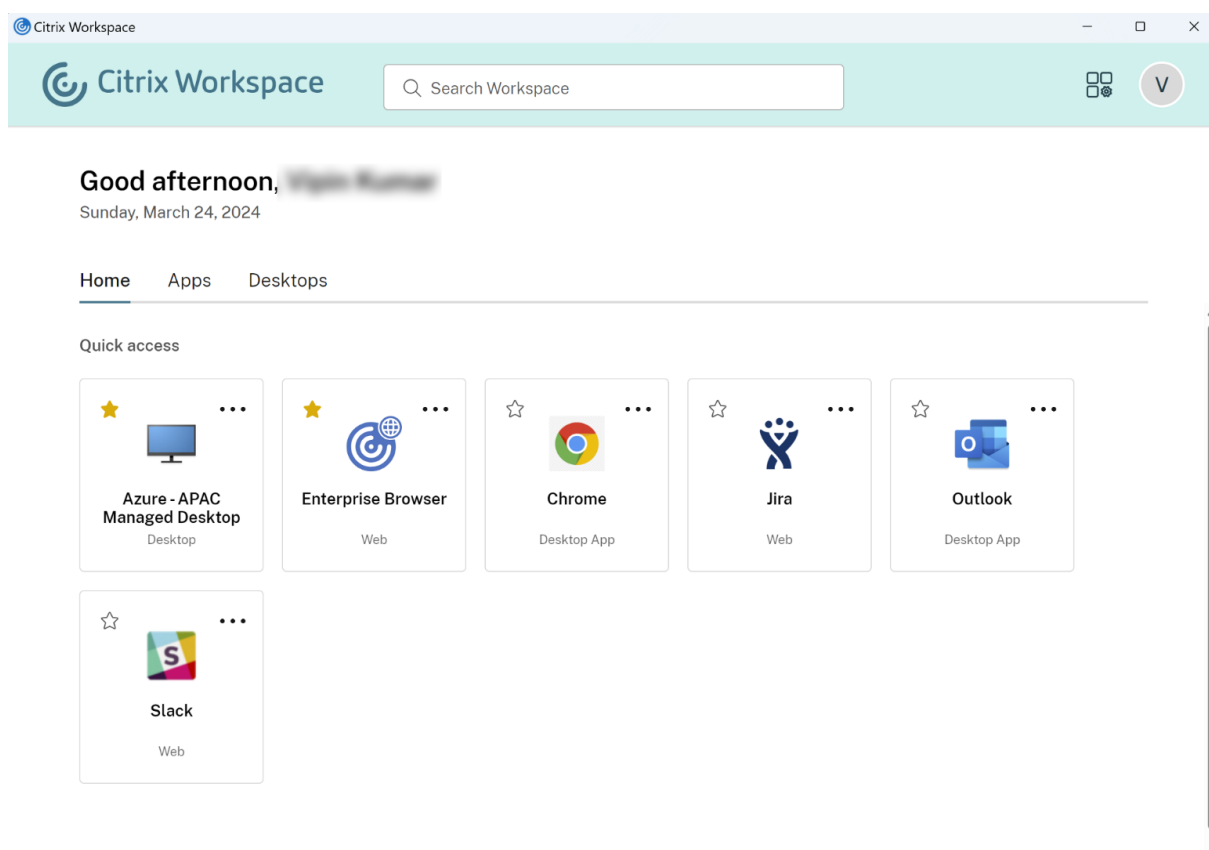 Citrix Workspace
Citrix Workspace
Search Workspace
V
Good afternoon,
Sunday, March 24, 2024
Home Apps Desktops
Quick access
Azure - APAC
Managed Desktop
Desktop
Enterprise Browser
Web
Chrome
Desktop App
Jira
Web
O
Outlook
Desktop App
S
Slack
Web